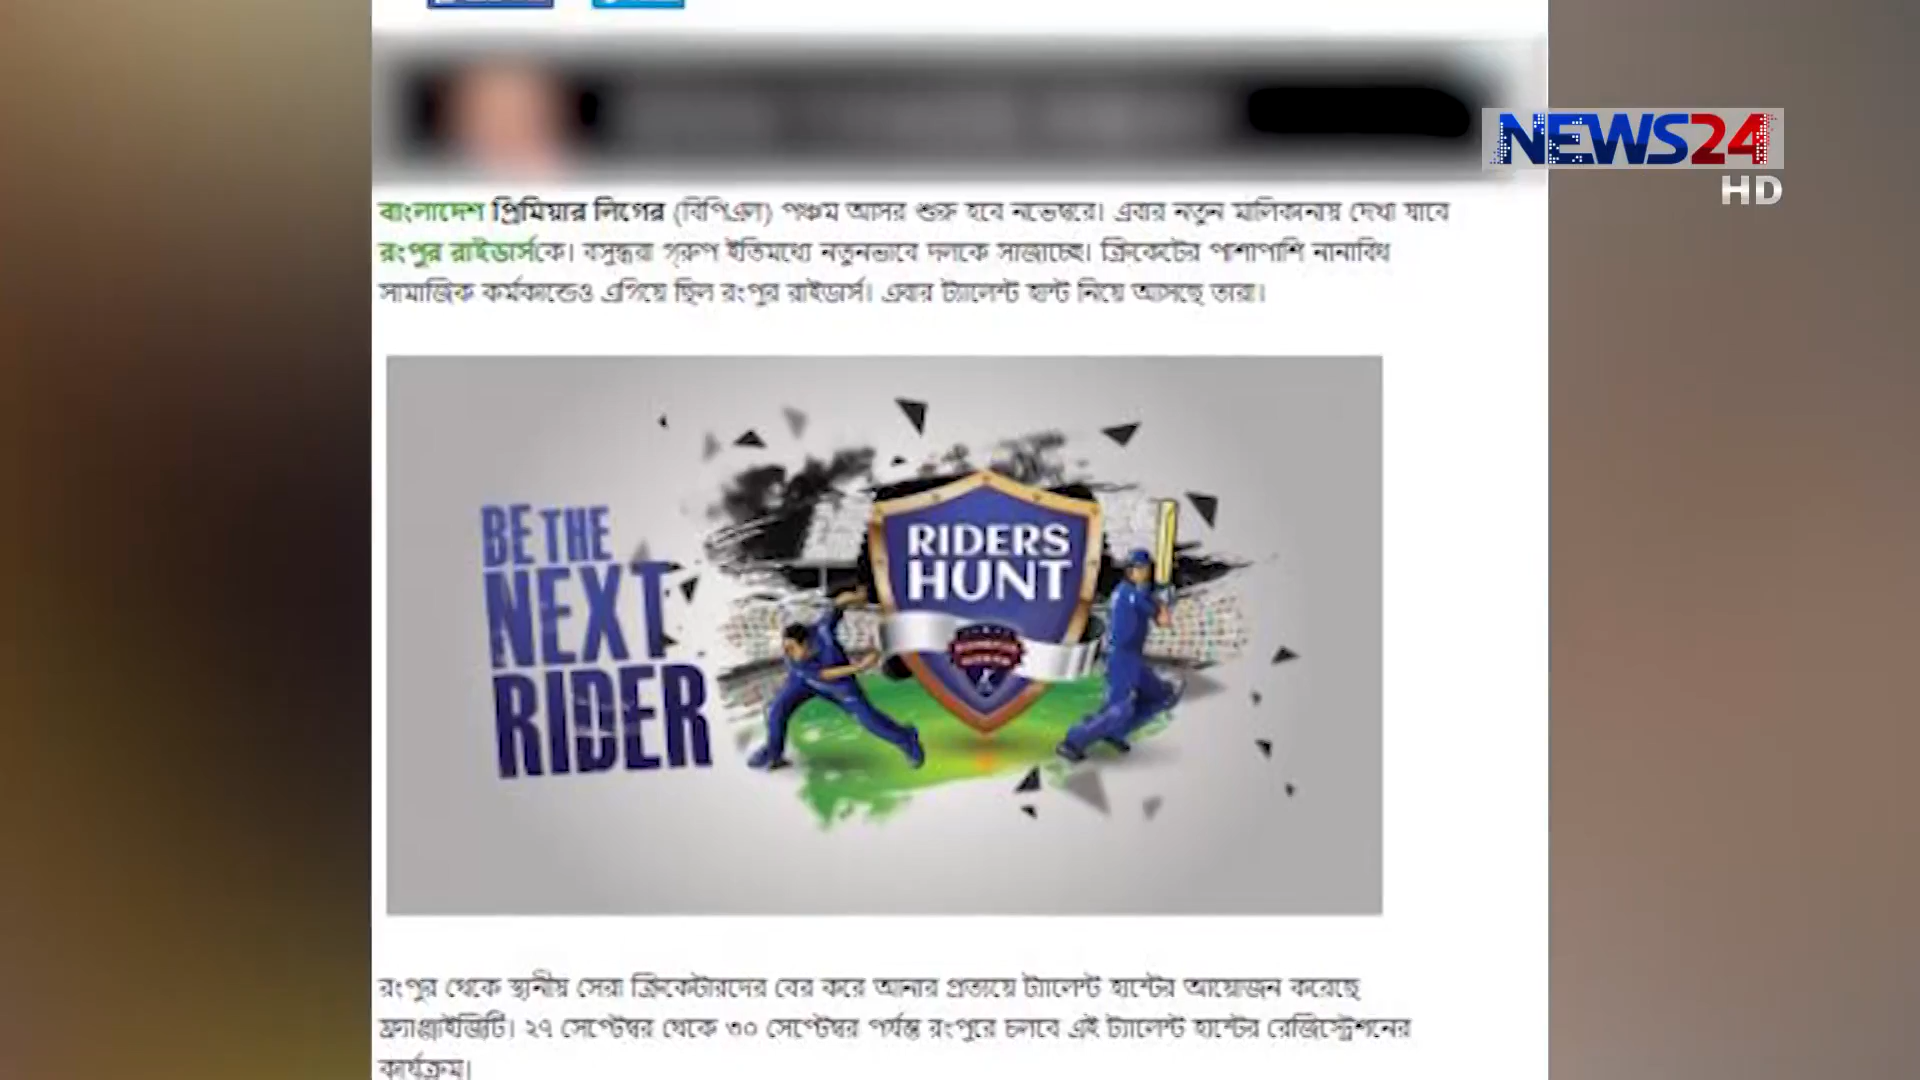 NEWS24
HD
বাংলাদেশ প্রিমিয়ার লিগের (বিপিএল) পঞ্চম আসর শুরু হবে নভেম্বরে। এবার নতুন মালিকানায় দেখা যাবে
রংপুর রাইডার্সকে। বসুন্ধরা গ্রুপ ইতিমধ্যে নতুনভাবে দলকে সাজাচ্ছে। ক্রিকেটের পাশাপাশি নানাবিধ
সামাজিক কর্মকান্ডেও এগিয়ে ছিল রংপুর রাইডার্স। এবার ট্যালেন্ট হান্ট নিয়ে আসছে তারা।
BE THE
NEXT
RIDER
RIDERS
HUNT
রংপুর থেকে স্থানীয় সেরা ক্রিকেটারদের বের করে আনার প্রত্যয়ে ট্যালেন্ট হান্টের আয়োজন করেছে
ফ্র্যাঞ্চাইজিটি। ২৭ সেপ্টেম্বর থেকে ৩০ সেপ্টেম্বর পর্যন্ত রংপুরে চলবে এই ট্যালেন্ট হান্টের রেজিস্ট্রেশনের
কার্যক্রম।